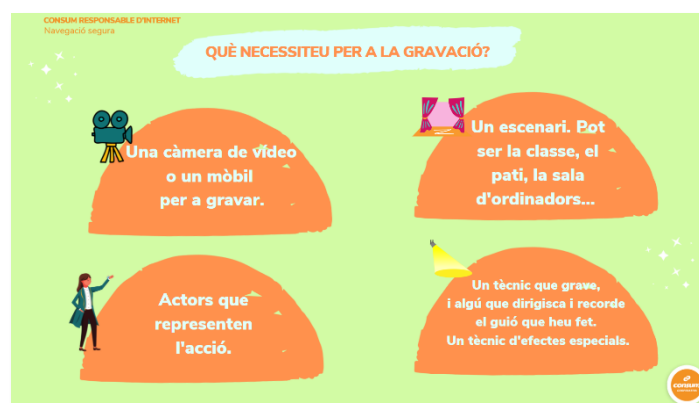 CONSUM RESPONSABLE D'INTERNET
Navegació segura
QUÈ NECESSITEU PER A LA GRAVACIÓ?
Una càmera de vídeo
o un mòbil
per a gravar.
Un escenari. Pot
ser la classe, el
pati, la sala
d'ordinadors...
Actors que
representen
l'acció.
Un tècnic que grave,
i algú que dirigisca i recorde
el guió que heu fet.
Un tècnic d'efectes especials.
consum